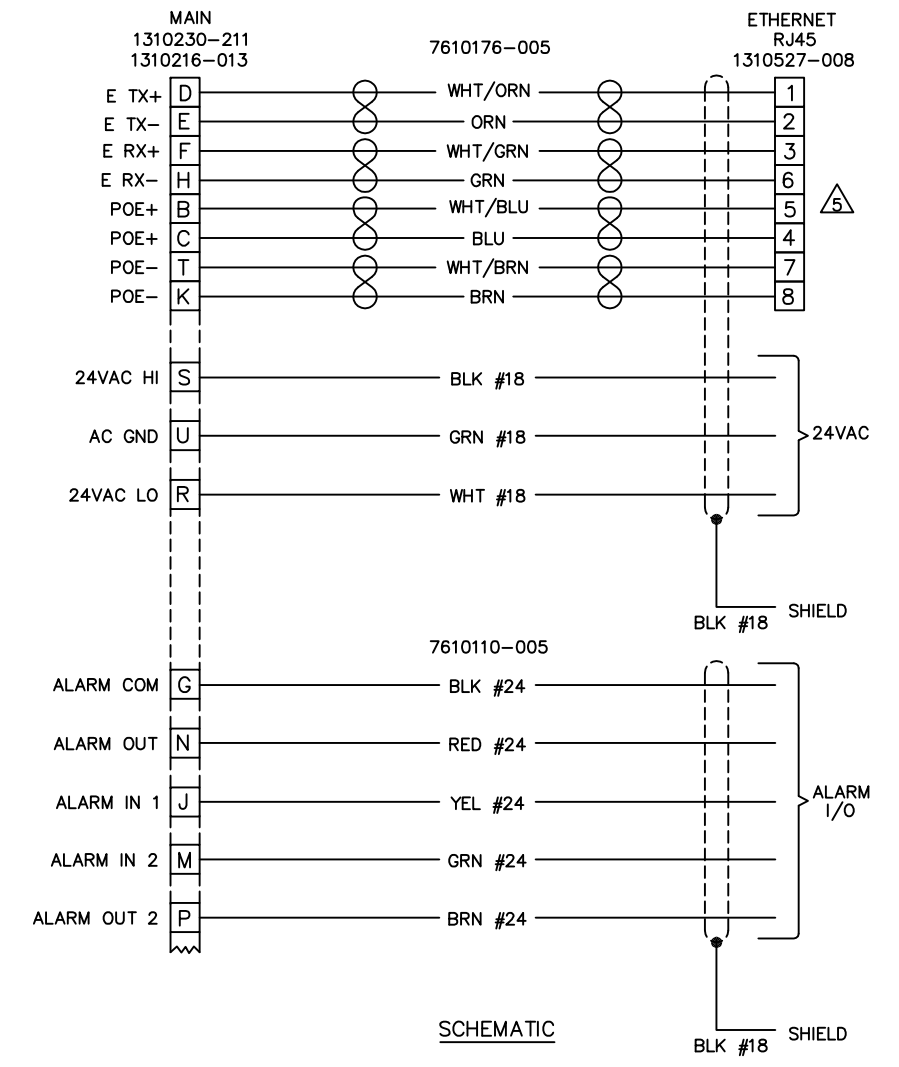 MAIN
1310230-211
1310216-013
7610176-005
ETHERNET
RJ45
1310527-008
E TX+ D WHT/ORN 1
E TX- E ORN 2
E RX+ F WHT/GRN 3
E RX- H GRN 6
POE+ B WHT/BLU 5 5
POE+ C BLU 4
POE- T WHT/BRN 7
POE- K BRN 8
24VAC HI S BLK #18
AC GND U GRN #18 24VAC
24VAC LO R WHT #18
SHIELD
BLK #18
7610110-005
ALARM COM G BLK #24
ALARM OUT N RED #24
ALARM IN 1 J YEL #24 ALARM
I/O
ALARM IN 2 M GRN #24
ALARM OUT 2 P BRN #24
SCHEMATIC
SHIELD
BLK #18